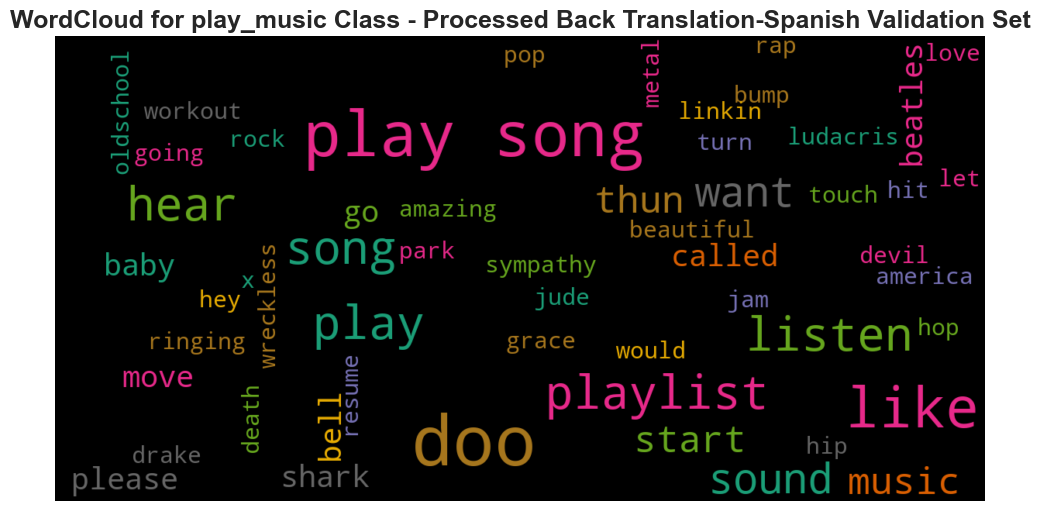 WordCloud for play_music Class - Processed Back Translation-Spanish Validation Set
pop
metal
rap
beatles
love
oldschool
workout
bump
linkin
play song
rock
going
turn
ludacris
hear
go
amazing
thun
want
touch
hit
let
beautiful
song
park
baby
x
wreckless
sympathy
called
devil
america
hey
jude
jam
play
ringing
grace
would
listen
hop
move
resume
death
bell
playlist
like
doo
start
hip
drake
please
shark
sound
music